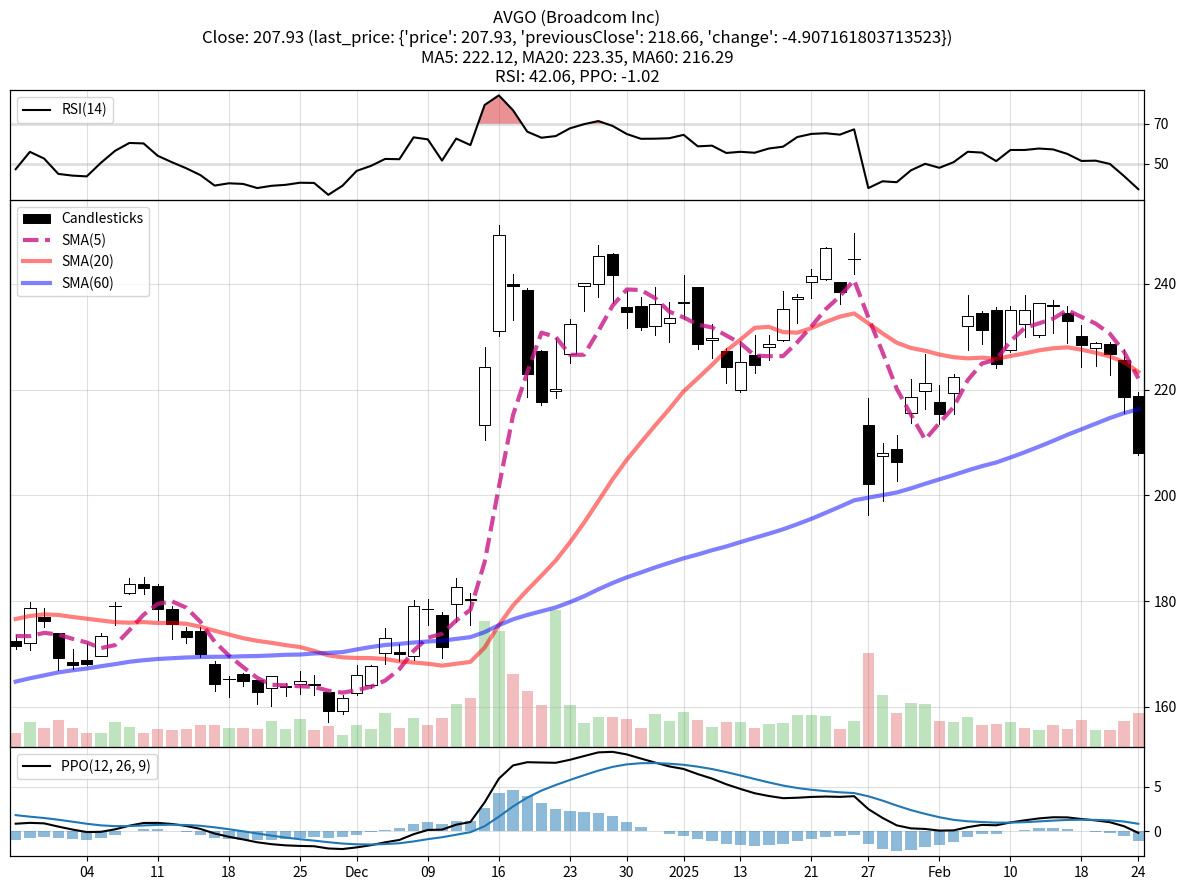 AVGO (Broadcom Inc)
Close: 207.93 (last_price: {'price': 207.93, 'previousClose': 218.66, 'change': -4.907161803713523})
MA5: 222.12, MA20: 223.35, MA60: 216.29
RSI: 42.06, PPO: -1.02
RSI(14)
70
50
Candlesticks
SMA(5)
SMA(20)
SMA(60)
240
220
200
180
160
PPO(12, 26, 9)
5
0
04 11 18 25 Dec 09 16 23 30 2025 13 21 27 Feb 10 18 24